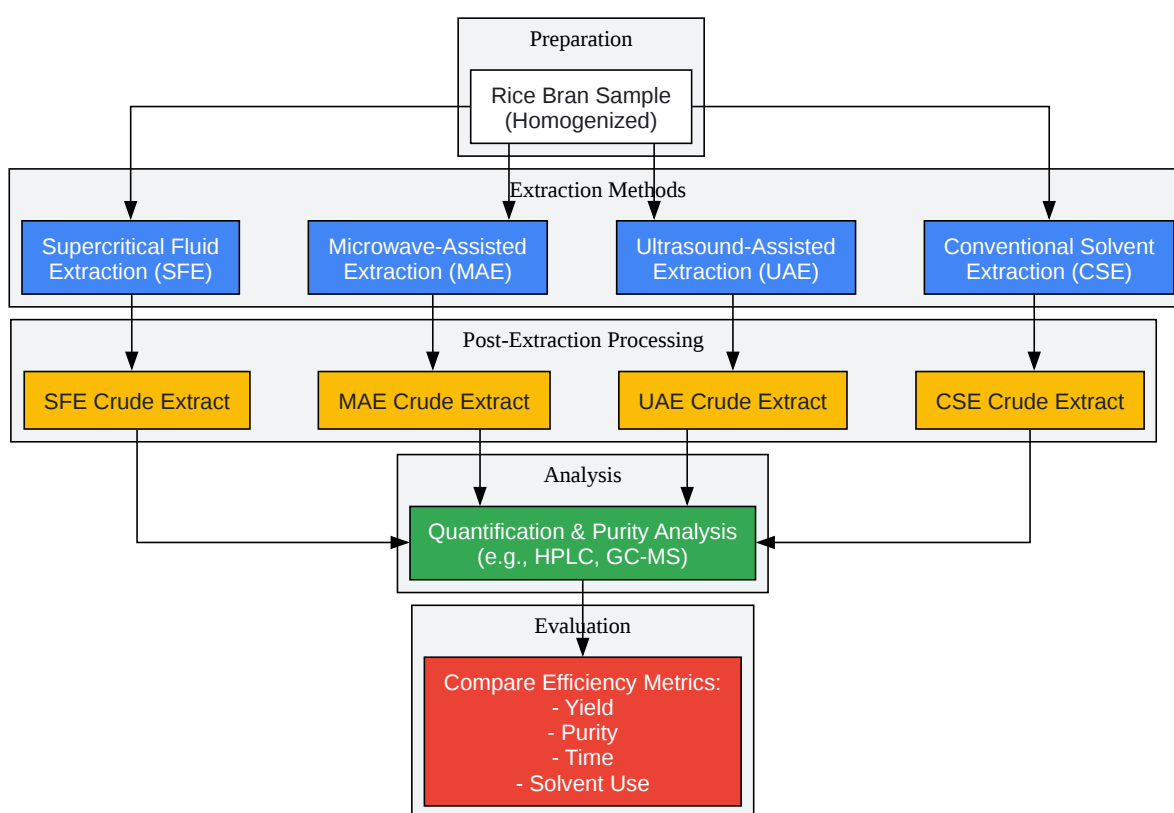 Preparation
Rice Bran Sample
(Homogenized)
Extraction Methods
Supercritical Fluid
Extraction (SFE)
Microwave-Assisted
Extraction (MAE)
Ultrasound-Assisted
Extraction (UAE)
Conventional Solvent
Extraction (CSE)
Post-Extraction Processing
SFE Crude Extract
MAE Crude Extract
UAE Crude Extract
CSE Crude Extract
Analysis
Quantification & Purity Analysis
(e.g., HPLC, GC-MS)
Evaluation
Compare Efficiency Metrics:
- Yield
- Purity
- Time
- Solvent Use